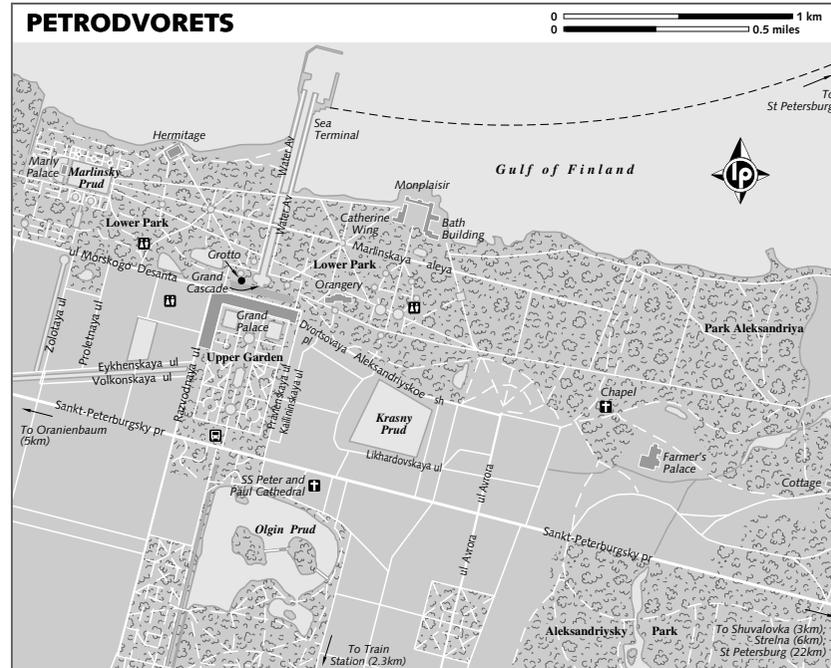 PETRODVORETS
0 1 km
0 0.5 miles
To
St Petersburg
Sea
Terminal
Hermitage
Water Av
Gulf of Finland
lp
Marly
Palace
Marlinsky
Prud
Monplaisir
Water Av
Catherine
Wing
Bath
Building
Lower Park
Grotto
Lower Park
Marlinskaya aleya
ul Morskogo Desanta
Grand
Cascade
Orangery
Zolotaya ul
Proletnaya ul
Grand
Palace
Dvortsovaya
pl
Park Aleksandriya
Upper Garden
Eykhenskaya ul
Volkonskaya ul
Razvodnaya ul
Pravlenskaya ul
Kalininskaya ul
Aleksandriyskoe sh
Chapel
Sankt-Peterburgsky pr
Krasny
Prud
To Oranienbaum
(5km)
Likhardovskaya ul
Farmer's
Palace
SS Peter and
Paul Cathedral
ul Avrora
Cottage
Olgin Prud
Sankt-Peterburgsky pr
ul Avrora
Aleksandriysky Park
To Shuvalovka (3km);
Strelna (6km);
St Petersburg (22km)
To Train
Station (2.3km)